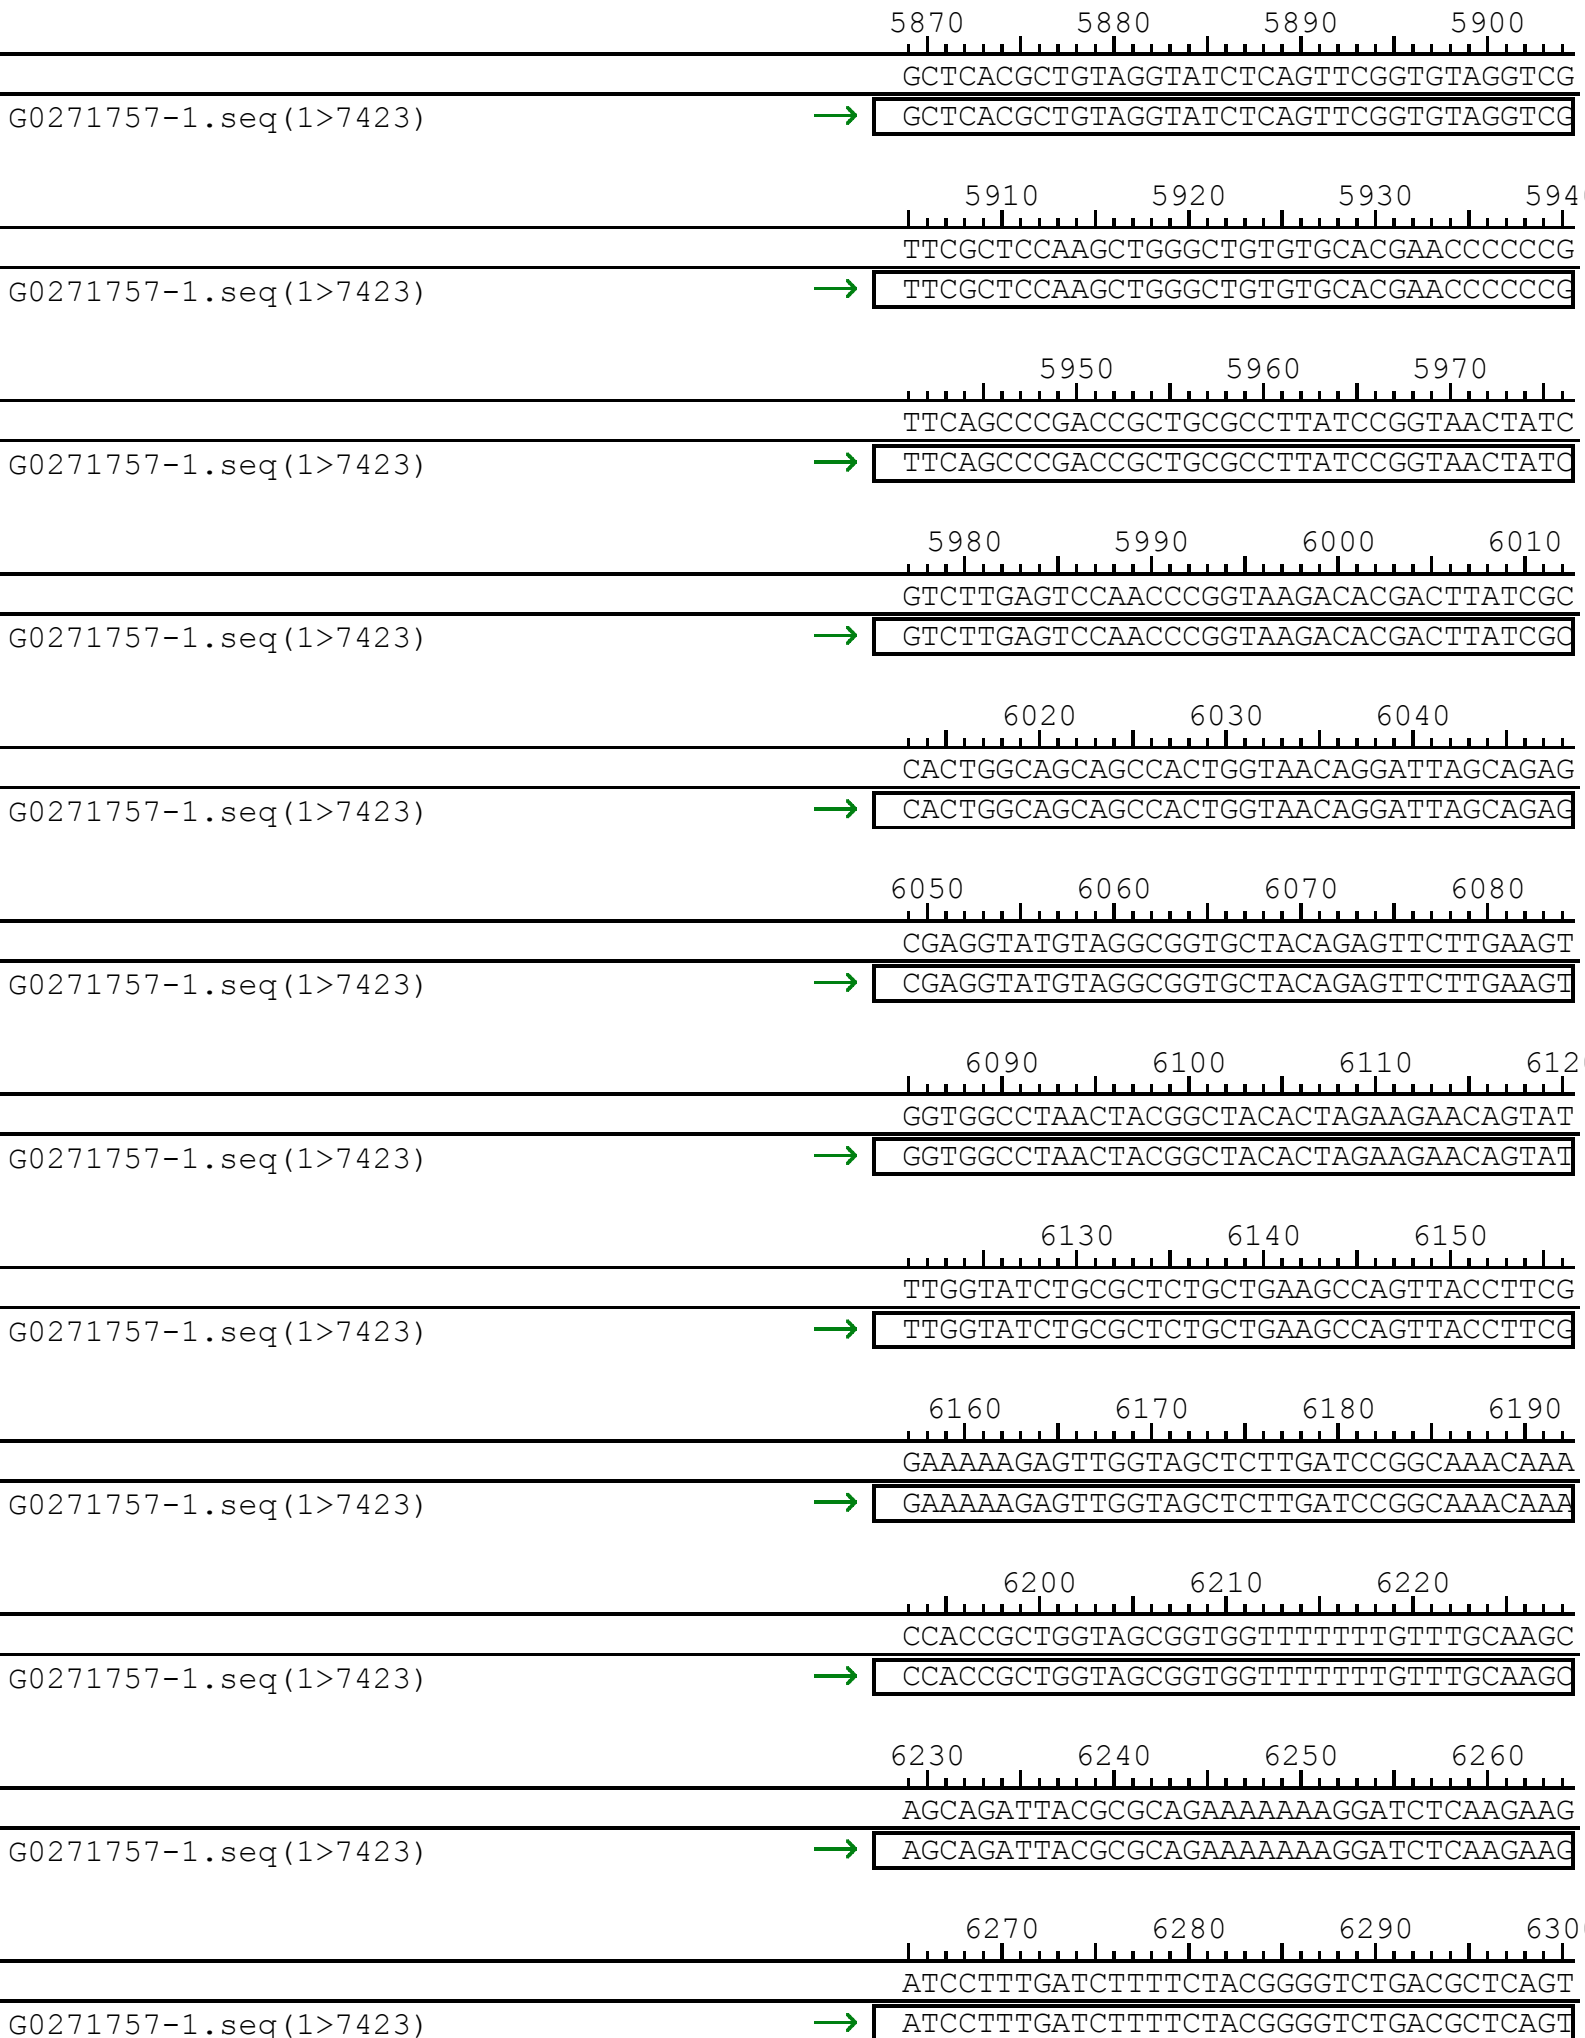 5870 5880 5890 5900
GCTCACGCTGTAGGTATCTCAGTTCGGTGTAGGTCG
G0271757-1.seq(1>7423) → GCTCACGCTGTAGGTATCTCAGTTCGGTGTAGGTCG
5910 5920 5930 594
TTCGCTCCAAGCTGGGCTGTGTGCACGAACCCCCCG
G0271757-1.seq(1>7423) → TTCGCTCCAAGCTGGGCTGTGTGCACGAACCCCCCG
5950 5960 5970
TTCAGCCCGACCGCTGCGCCTTATCCGGTAACTATC
G0271757-1.seq(1>7423) → TTCAGCCCGACCGCTGCGCCTTATCCGGTAACTATC
5980 5990 6000 6010
GTCTTGAGTCCAACCCGGTAAGACACGACTTATCGC
G0271757-1.seq(1>7423) → GTCTTGAGTCCAACCCGGTAAGACACGACTTATCGC
6020 6030 6040
CACTGGCAGCAGCCACTGGTAACAGGATTAGCAGAG
G0271757-1.seq(1>7423) → CACTGGCAGCAGCCACTGGTAACAGGATTAGCAGAG
6050 6060 6070 6080
CGAGGTATGTAGGCGGTGCTACAGAGTTCTTGAAGT
G0271757-1.seq(1>7423) → CGAGGTATGTAGGCGGTGCTACAGAGTTCTTGAAGT
6090 6100 6110 612
GGTGGCCTAACTACGGCTACACTAGAAGAACAGTAT
G0271757-1.seq(1>7423) → GGTGGCCTAACTACGGCTACACTAGAAGAACAGTAT
6130 6140 6150
TTGGTATCTGCGCTCTGCTGAAGCCAGTTACCTTCG
G0271757-1.seq(1>7423) → TTGGTATCTGCGCTCTGCTGAAGCCAGTTACCTTCG
6160 6170 6180 6190
GAAAAAGAGTTGGTAGCTCTTGATCCGGCAAACAAA
G0271757-1.seq(1>7423) → GAAAAAGAGTTGGTAGCTCTTGATCCGGCAAACAAA
6200 6210 6220
CCACCGCTGGTAGCGGTGGTTTTTTTGTTTGCAAGC
G0271757-1.seq(1>7423) → CCACCGCTGGTAGCGGTGGTTTTTTTGTTTGCAAGC
6230 6240 6250 6260
AGCAGATTACGCGCAGAAAAAAAGGATCTCAAGAAG
G0271757-1.seq(1>7423) → AGCAGATTACGCGCAGAAAAAAAGGATCTCAAGAAG
6270 6280 6290 630
ATCCTTTGATCTTTTCTACGGGGTCTGACGCTCAGT
G0271757-1.seq(1>7423) → ATCCTTTGATCTTTTCTACGGGGTCTGACGCTCAGT